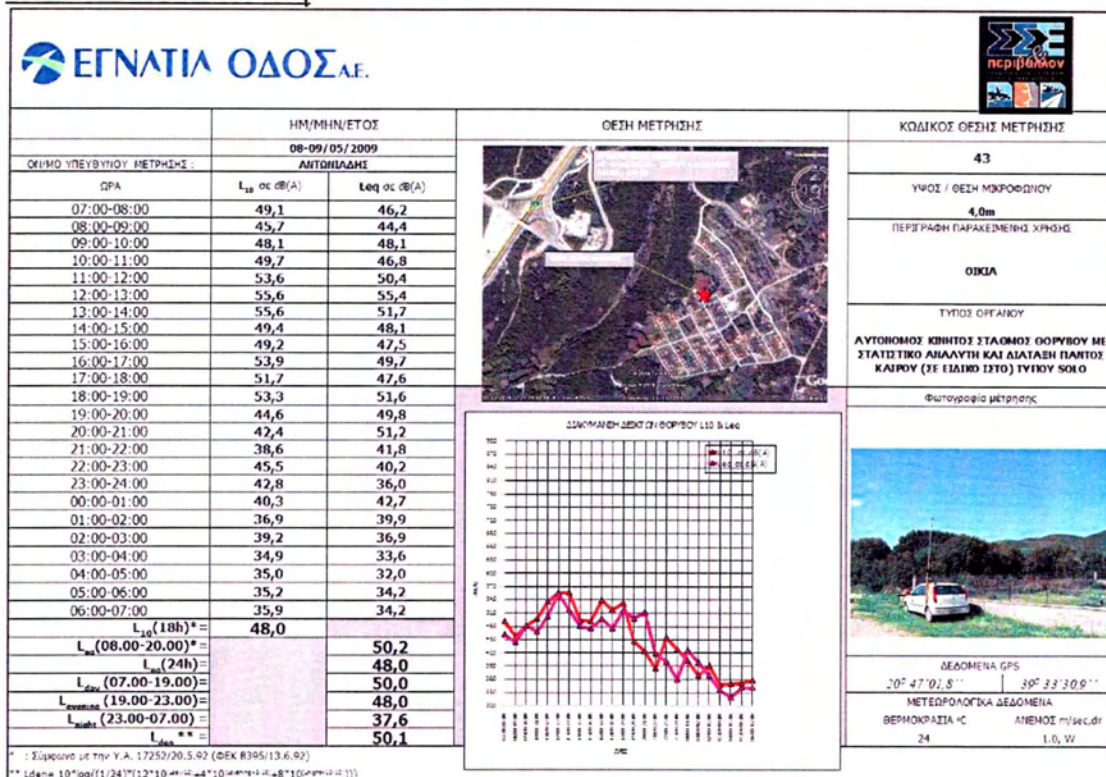 ΕΓΝΑΤΙΑ ΟΔΟΣ Α.Ε.
ΣΣΕ
&
περιβάλλον
ΗΜ/ΜΗΝ/ΕΤΟΣ
ΘΕΣΗ ΜΕΤΡΗΣΗΣ
ΚΩΔΙΚΟΣ ΘΕΣΗΣ ΜΕΤΡΗΣΗΣ
08-09/05/2009
43
ΟΝ/ΜΟ ΥΠΕΥΘΥΝΟΥ ΜΕΤΡΗΣΗΣ :
ΑΝΤΩΝΙΑΔΗΣ
ΩΡΑ L10 σε dB(A) Leq σε dB(A)
ΥΨΟΣ / ΘΕΣΗ ΜΙΚΡΟΦΩΝΟΥ
4,0m
ΠΕΡΙΓΡΑΦΗ ΠΑΡΑΚΕΙΜΕΝΗΣ ΧΡΗΣΗΣ
ΟΙΚΙΑ
ΤΥΠΟΣ ΟΡΓΑΝΟΥ
ΑΥΤΟΝΟΜΟΣ ΚΙΝΗΤΟΣ ΣΤΑΘΜΟΣ ΘΟΡΥΒΟΥ ΜΕ
ΣΤΑΤΙΣΤΙΚΟ ΑΝΑΛΥΤΗ ΚΑΙ ΔΙΑΤΑΞΗ ΠΑΝΤΟΣ
ΚΑΙΡΟΥ (ΣΕ ΕΙΔΙΚΟ ΙΣΤΟ) ΤΥΠΟΥ SOLO
Φωτογραφία μέτρησης
07:00-08:00 49,1 46,2
08:00-09:00 45,7 44,4
09:00-10:00 48,1 48,1
10:00-11:00 49,7 46,8
11:00-12:00 53,6 50,4
12:00-13:00 55,6 55,4
13:00-14:00 55,6 51,7
14:00-15:00 49,4 48,1
15:00-16:00 49,2 47,5
16:00-17:00 53,9 49,7
17:00-18:00 51,7 47,6
18:00-19:00 53,3 51,6
19:00-20:00 44,6 49,8
20:00-21:00 42,4 51,2
21:00-22:00 38,6 41,8
22:00-23:00 45,5 40,2
23:00-24:00 42,8 36,0
00:00-01:00 40,3 42,7
01:00-02:00 36,9 39,9
02:00-03:00 39,2 36,9
03:00-04:00 34,9 33,6
04:00-05:00 35,0 32,0
05:00-06:00 35,2 34,2
06:00-07:00 35,9 34,2
L10(18h)*= 48,0
Leq(08.00-20.00)*= 50,2
Leq(24h)= 48,0
Lday (07.00-19.00)= 50,0
Levening (19.00-23.00)= 48,0
Lnight (23.00-07.00) = 37,6
Lden ** = 50,1
ΔΙΑΚΥΜΑΝΣΗ ΔΕΙΚΤΩΝ ΘΟΡΥΒΟΥ L10 & Leq
L10 σε dB(A)
Leq σε dB(A)
ΔΕΔΟΜΕΝΑ GPS
20º 47'01,8'' 39º 33'30,9''
ΜΕΤΕΩΡΟΛΟΓΙΚΑ ΔΕΔΟΜΕΝΑ
ΘΕΡΜΟΚΡΑΣΙΑ ºC ΑΝΕΜΟΣ m/sec,dr
24 1.0, W
* : Σύμφωνα με την Υ.Α. 17252/20.5.92 (ΦΕΚ Β395/13.6.92)